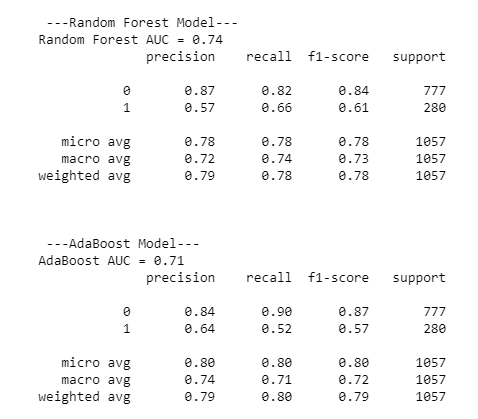 ---Random Forest Model---
Random Forest AUC = 0.74
precision recall f1-score support
0 0.87 0.82 0.84 777
1 0.57 0.66 0.61 280
micro avg 0.78 0.78 0.78 1057
macro avg 0.72 0.74 0.73 1057
weighted avg 0.79 0.78 0.78 1057
---AdaBoost Model---
AdaBoost AUC = 0.71
precision recall f1-score support
0 0.84 0.90 0.87 777
1 0.64 0.52 0.57 280
micro avg 0.80 0.80 0.80 1057
macro avg 0.74 0.71 0.72 1057
weighted avg 0.79 0.80 0.79 1057